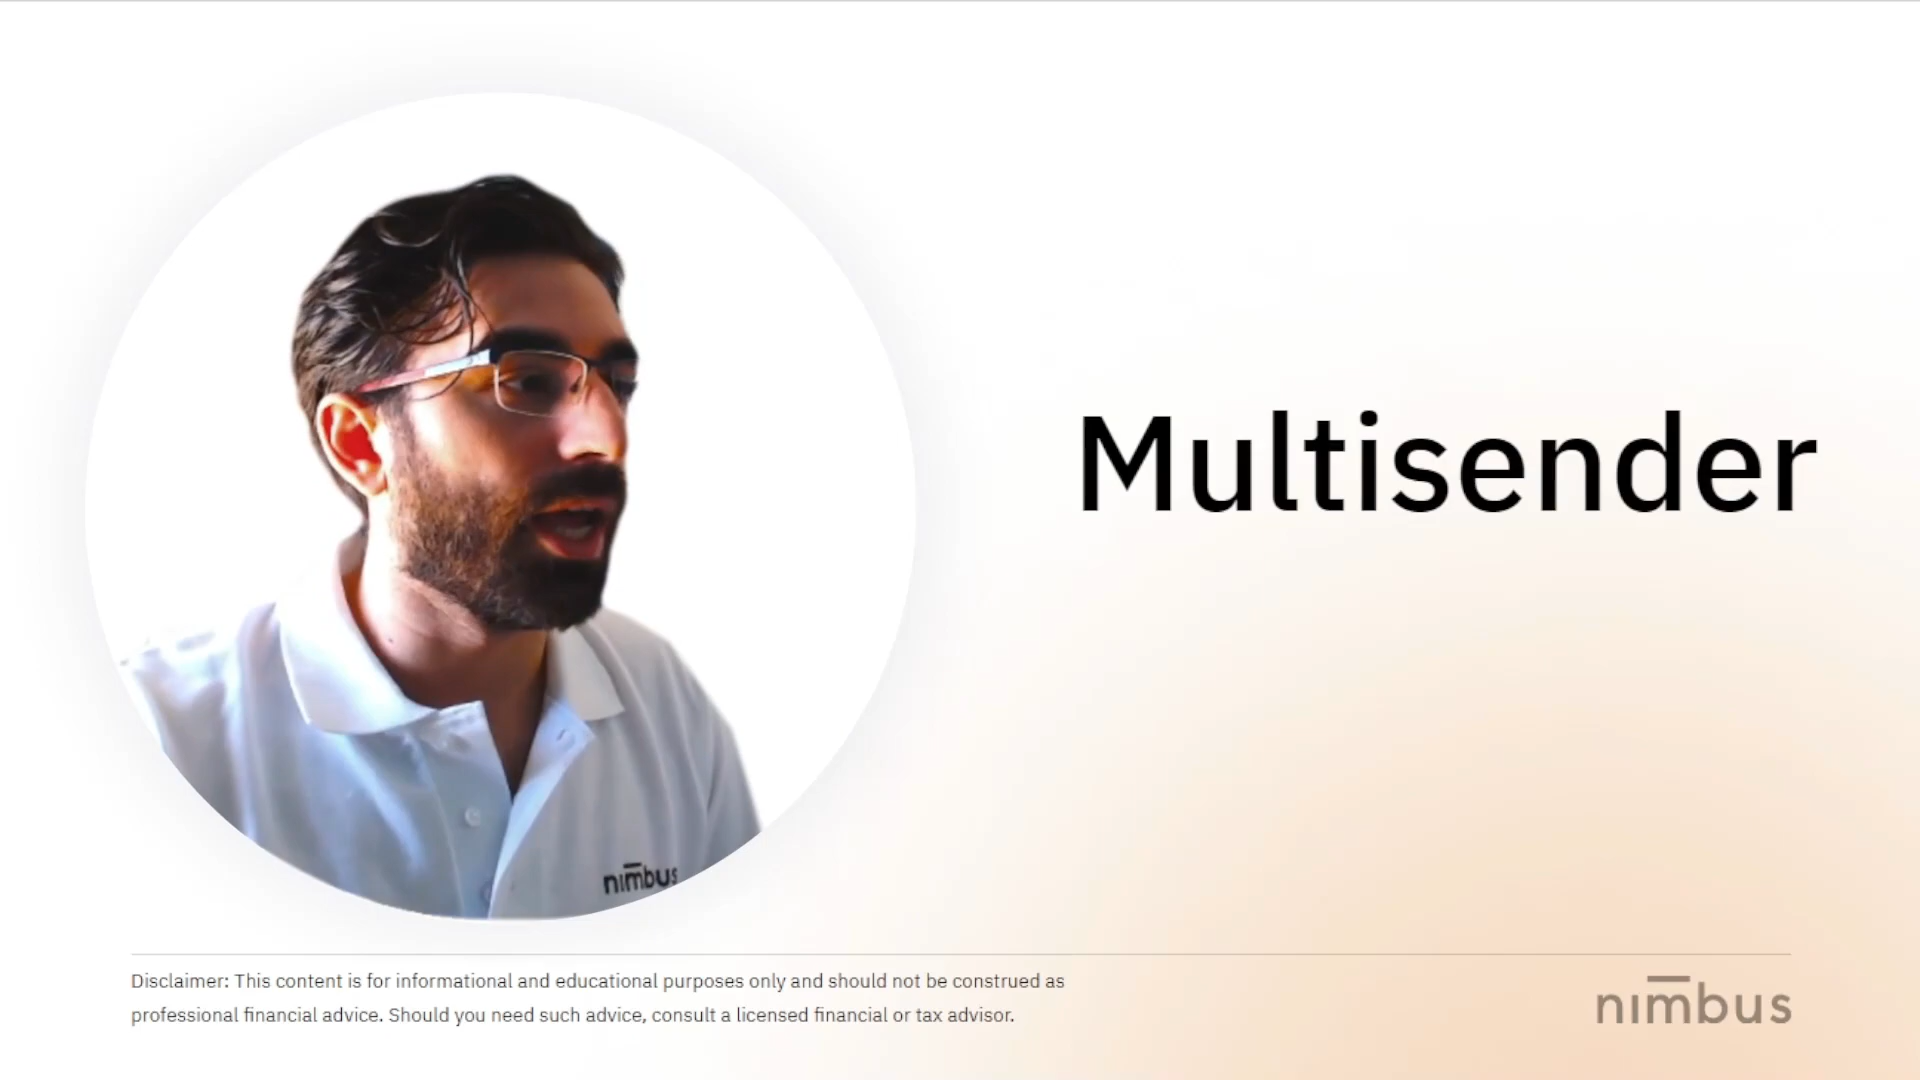 Multisender
nimbus
Disclaimer: This content is for informational and educational purposes only and should not be construed as
professional financial advice. Should you need such advice, consult a licensed financial or tax advisor.
nimbus